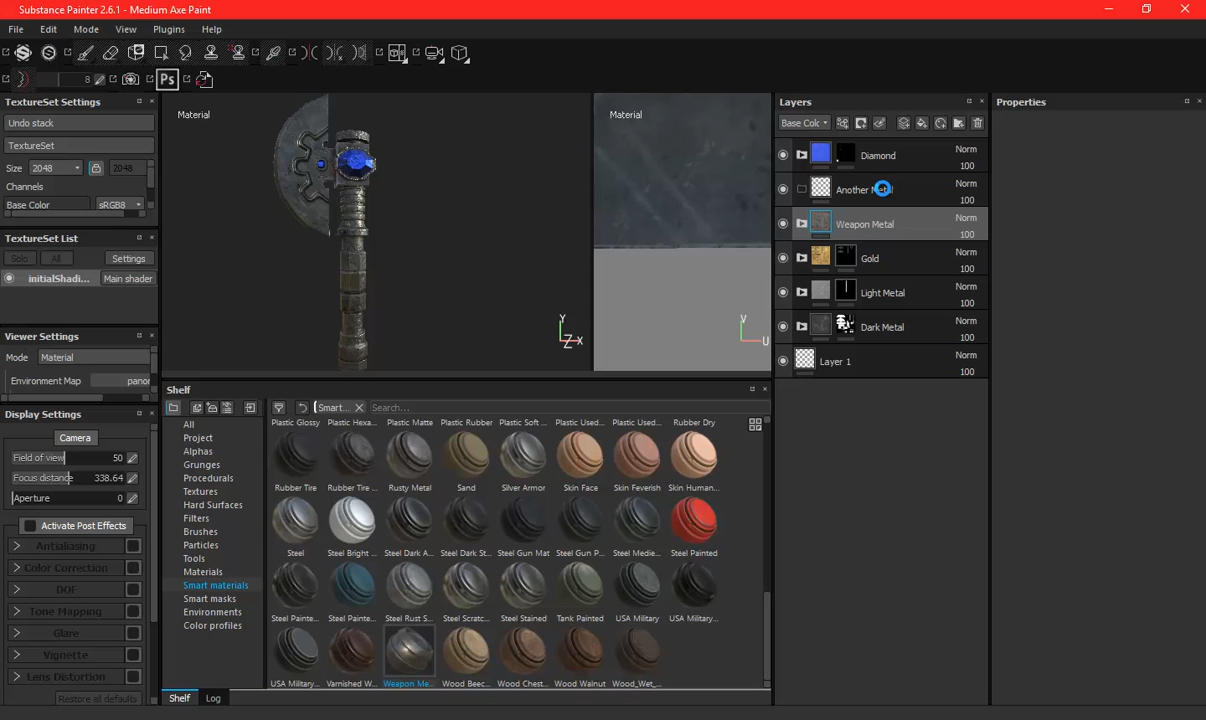 Substance Painter 2.6.1 - Medium Axe Paint
File Edit Mode View Plugins Help
8 Ps
TextureSet Settings
Undo stack
TextureSet
Size 2048 2048
Channels
Base Color sRGB8
TextureSet List
Solo All Settings
initialShadi... Main shader
Viewer Settings
Mode Material
Environment Map panor
Display Settings
Camera
Field of view 50
Focus distance 338.64
Aperture 0
Activate Post Effects
Antialiasing
Color Correction
DOF
Tone Mapping
Glare
Vignette
Lens Distortion
Restore all defaults
Material
Y
Z X
Material
V
U
Shelf
Smart... Search...
All
Project
Alphas
Grunges
Procedurals
Textures
Hard Surfaces
Filters
Brushes
Particles
Tools
Materials
Smart materials
Smart masks
Environments
Color profiles
Plastic Glossy Plastic Hexa... Plastic Matte Plastic Rubber Plastic Soft ... Plastic Used... Plastic Used... Rubber Dry
Rubber Tire Rubber Tire ... Rusty Metal Sand Silver Armor Skin Face Skin Feverish Skin Human...
Steel Steel Bright ... Steel Dark A... Steel Dark St... Steel Gun Mat Steel Gun P... Steel Medie... Steel Painted
Steel Painte... Steel Painte... Steel Rust S... Steel Scratc... Steel Stained Tank Painted USA Military USA Military...
USA Military... Varnished W... Weapon Me... Wood Beec... Wood Chest... Wood Walnut Wood_Wet_...
Shelf Log
Layers
Base Colc
Diamond Norm
100
Another Norm
100
Weapon Metal Norm
100
Gold Norm
100
Light Metal Norm
100
Dark Metal Norm
100
Layer 1 Norm
100
Properties